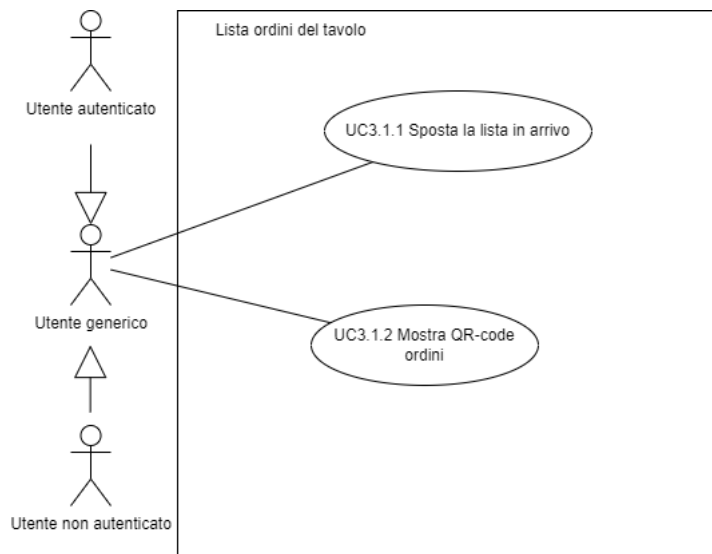 Lista ordini del tavolo
Utente autenticato
UC3.1.1 Sposta la lista in arrivo
Utente generico
UC3.1.2 Mostra QR-code
ordini
Utente non autenticato